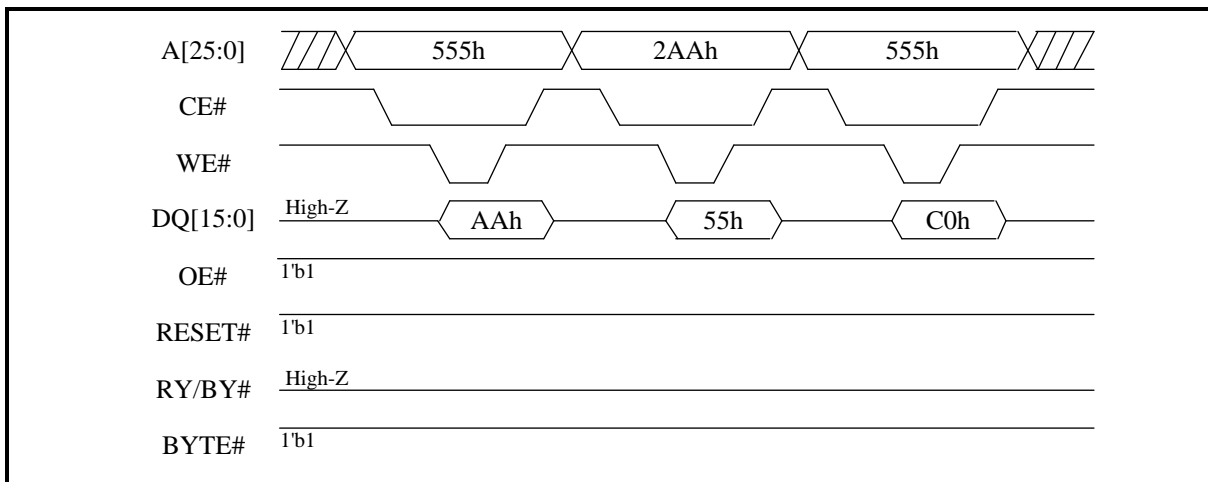 A[25:0] 555h 2AAh 555h
CE#
WE#
DQ[15:0] High-Z AAh 55h C0h
OE# 1'b1
RESET# 1'b1
RY/BY# High-Z
BYTE# 1'b1